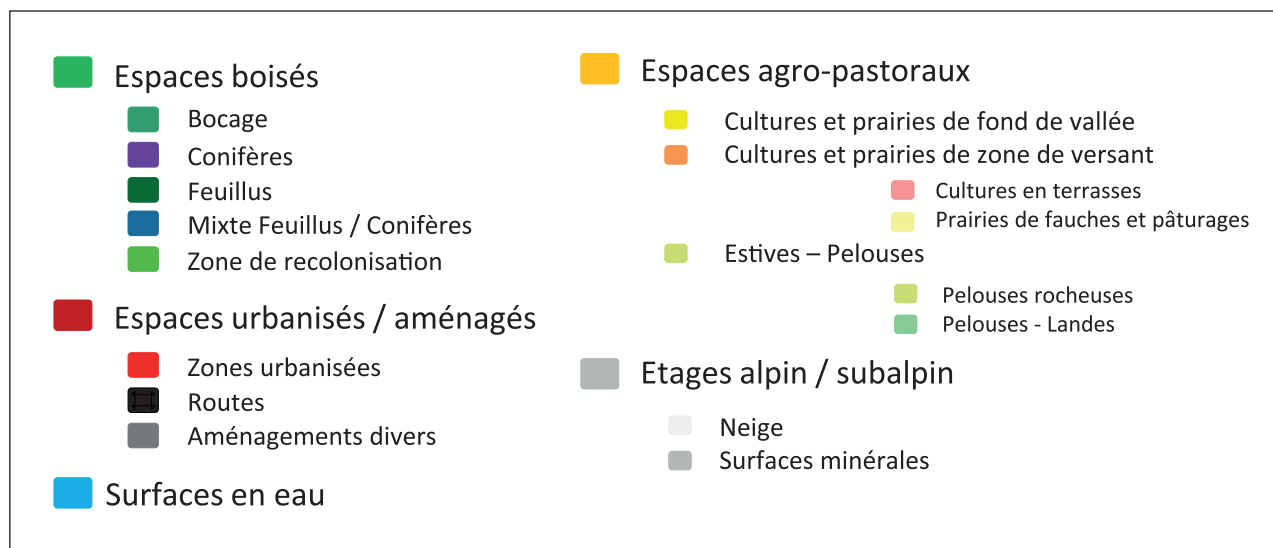 Espaces boisés
Bocage
Conifères
Feuillus
Mixte Feuillus / Conifères
Zone de recolonisation
Espaces urbanisés / aménagés
Zones urbanisées
Routes
Aménagements divers
Surfaces en eau
Espaces agro-pastoraux
Cultures et prairies de fond de vallée
Cultures et prairies de zone de versant
Cultures en terrasses
Prairies de fauches et pâturages
Estives – Pelouses
Pelouses rocheuses
Pelouses - Landes
Etages alpin / subalpin
Neige
Surfaces minérales